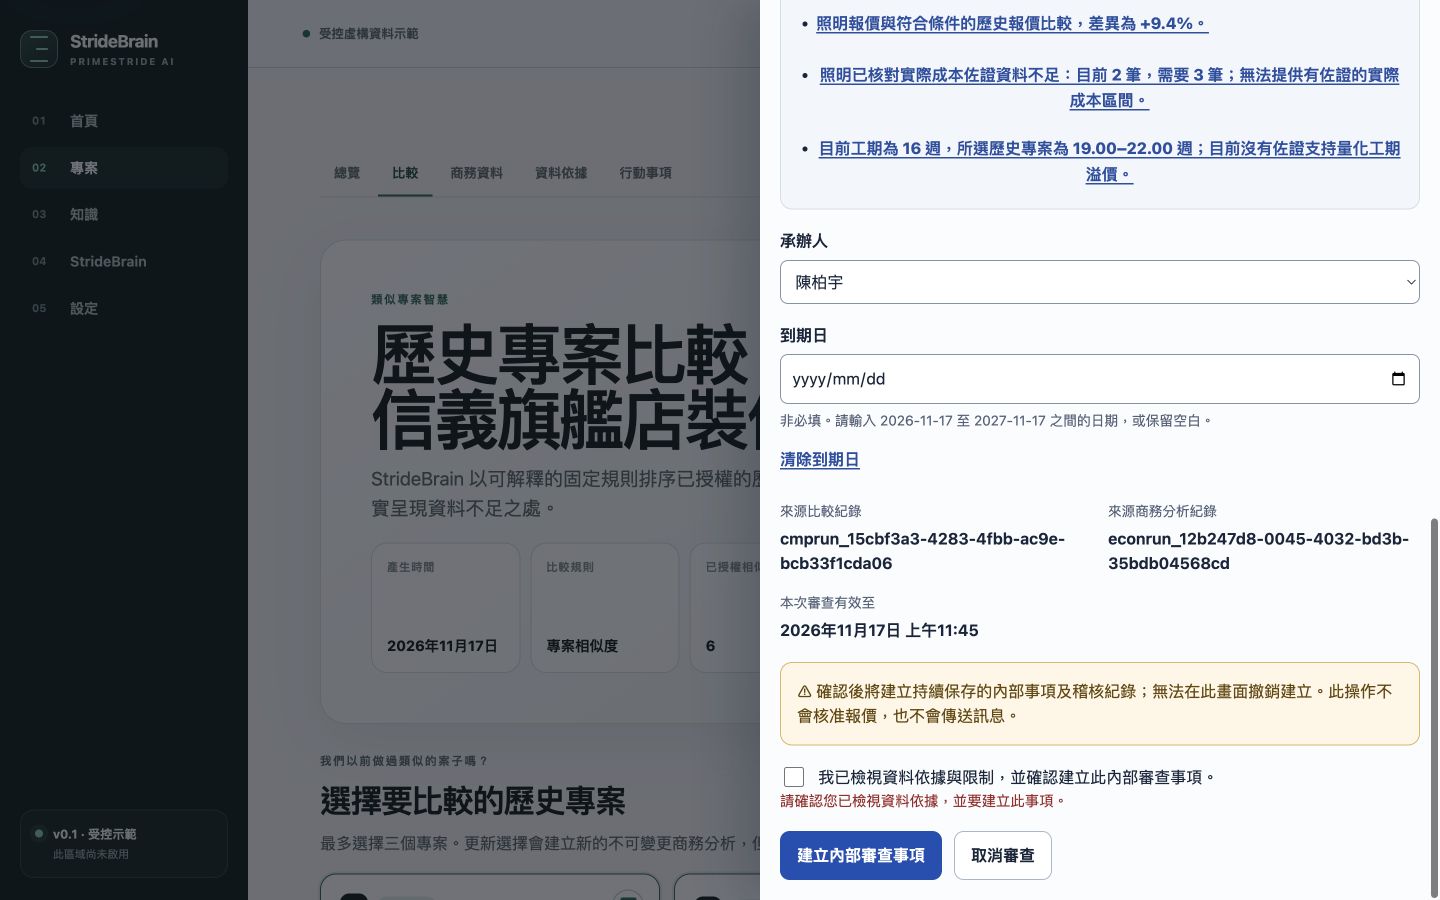 StrideBrain
PRIMESTRIDE AI
01 首頁
02 專案
03 知識
04 StrideBrain
05 設定
v0.1 · 受控示範
此區域尚未啟用
受控虛構資料示範
總覽 比較 商務資料 資料依據 行動事項
類似專案智慧
歷史專案比較
信義旗艦店裝
StrideBrain 以可解釋的固定規則排序已授權的
實呈現資料不足之處。
產生時間
2026年11月17日
比較規則
專案相似度
已授權相
6
我們以前做過類似的案子嗎?
選擇要比較的歷史專案
最多選擇三個專案。更新選擇會建立新的不可變更商務分析,
照明報價與符合條件的歷史報價比較,差異為 +9.4%。
照明已核對實際成本佐證資料不足:目前 2 筆,需要 3 筆;無法提供有佐證的實際
成本區間。
目前工期為 16 週,所選歷史專案為 19.00–22.00 週;目前沒有佐證支持量化工期
溢價。
承辦人
陳柏宇
到期日
yyyy/mm/dd
非必填。請輸入 2026-11-17 至 2027-11-17 之間的日期,或保留空白。
清除到期日
來源比較紀錄
cmprun_15cbf3a3-4283-4fbb-ac9e-
bcb33f1cda06
來源商務分析紀錄
econrun_12b247d8-0045-4032-bd3b-
35bdb04568cd
本次審查有效至
2026年11月17日 上午11:45
⚠ 確認後將建立持續保存的內部事項及稽核紀錄;無法在此畫面撤銷建立。此操作不
會核准報價,也不會傳送訊息。
我已檢視資料依據與限制,並確認建立此內部審查事項。
請確認您已檢視資料依據,並要建立此事項。
建立內部審查事項 取消審查